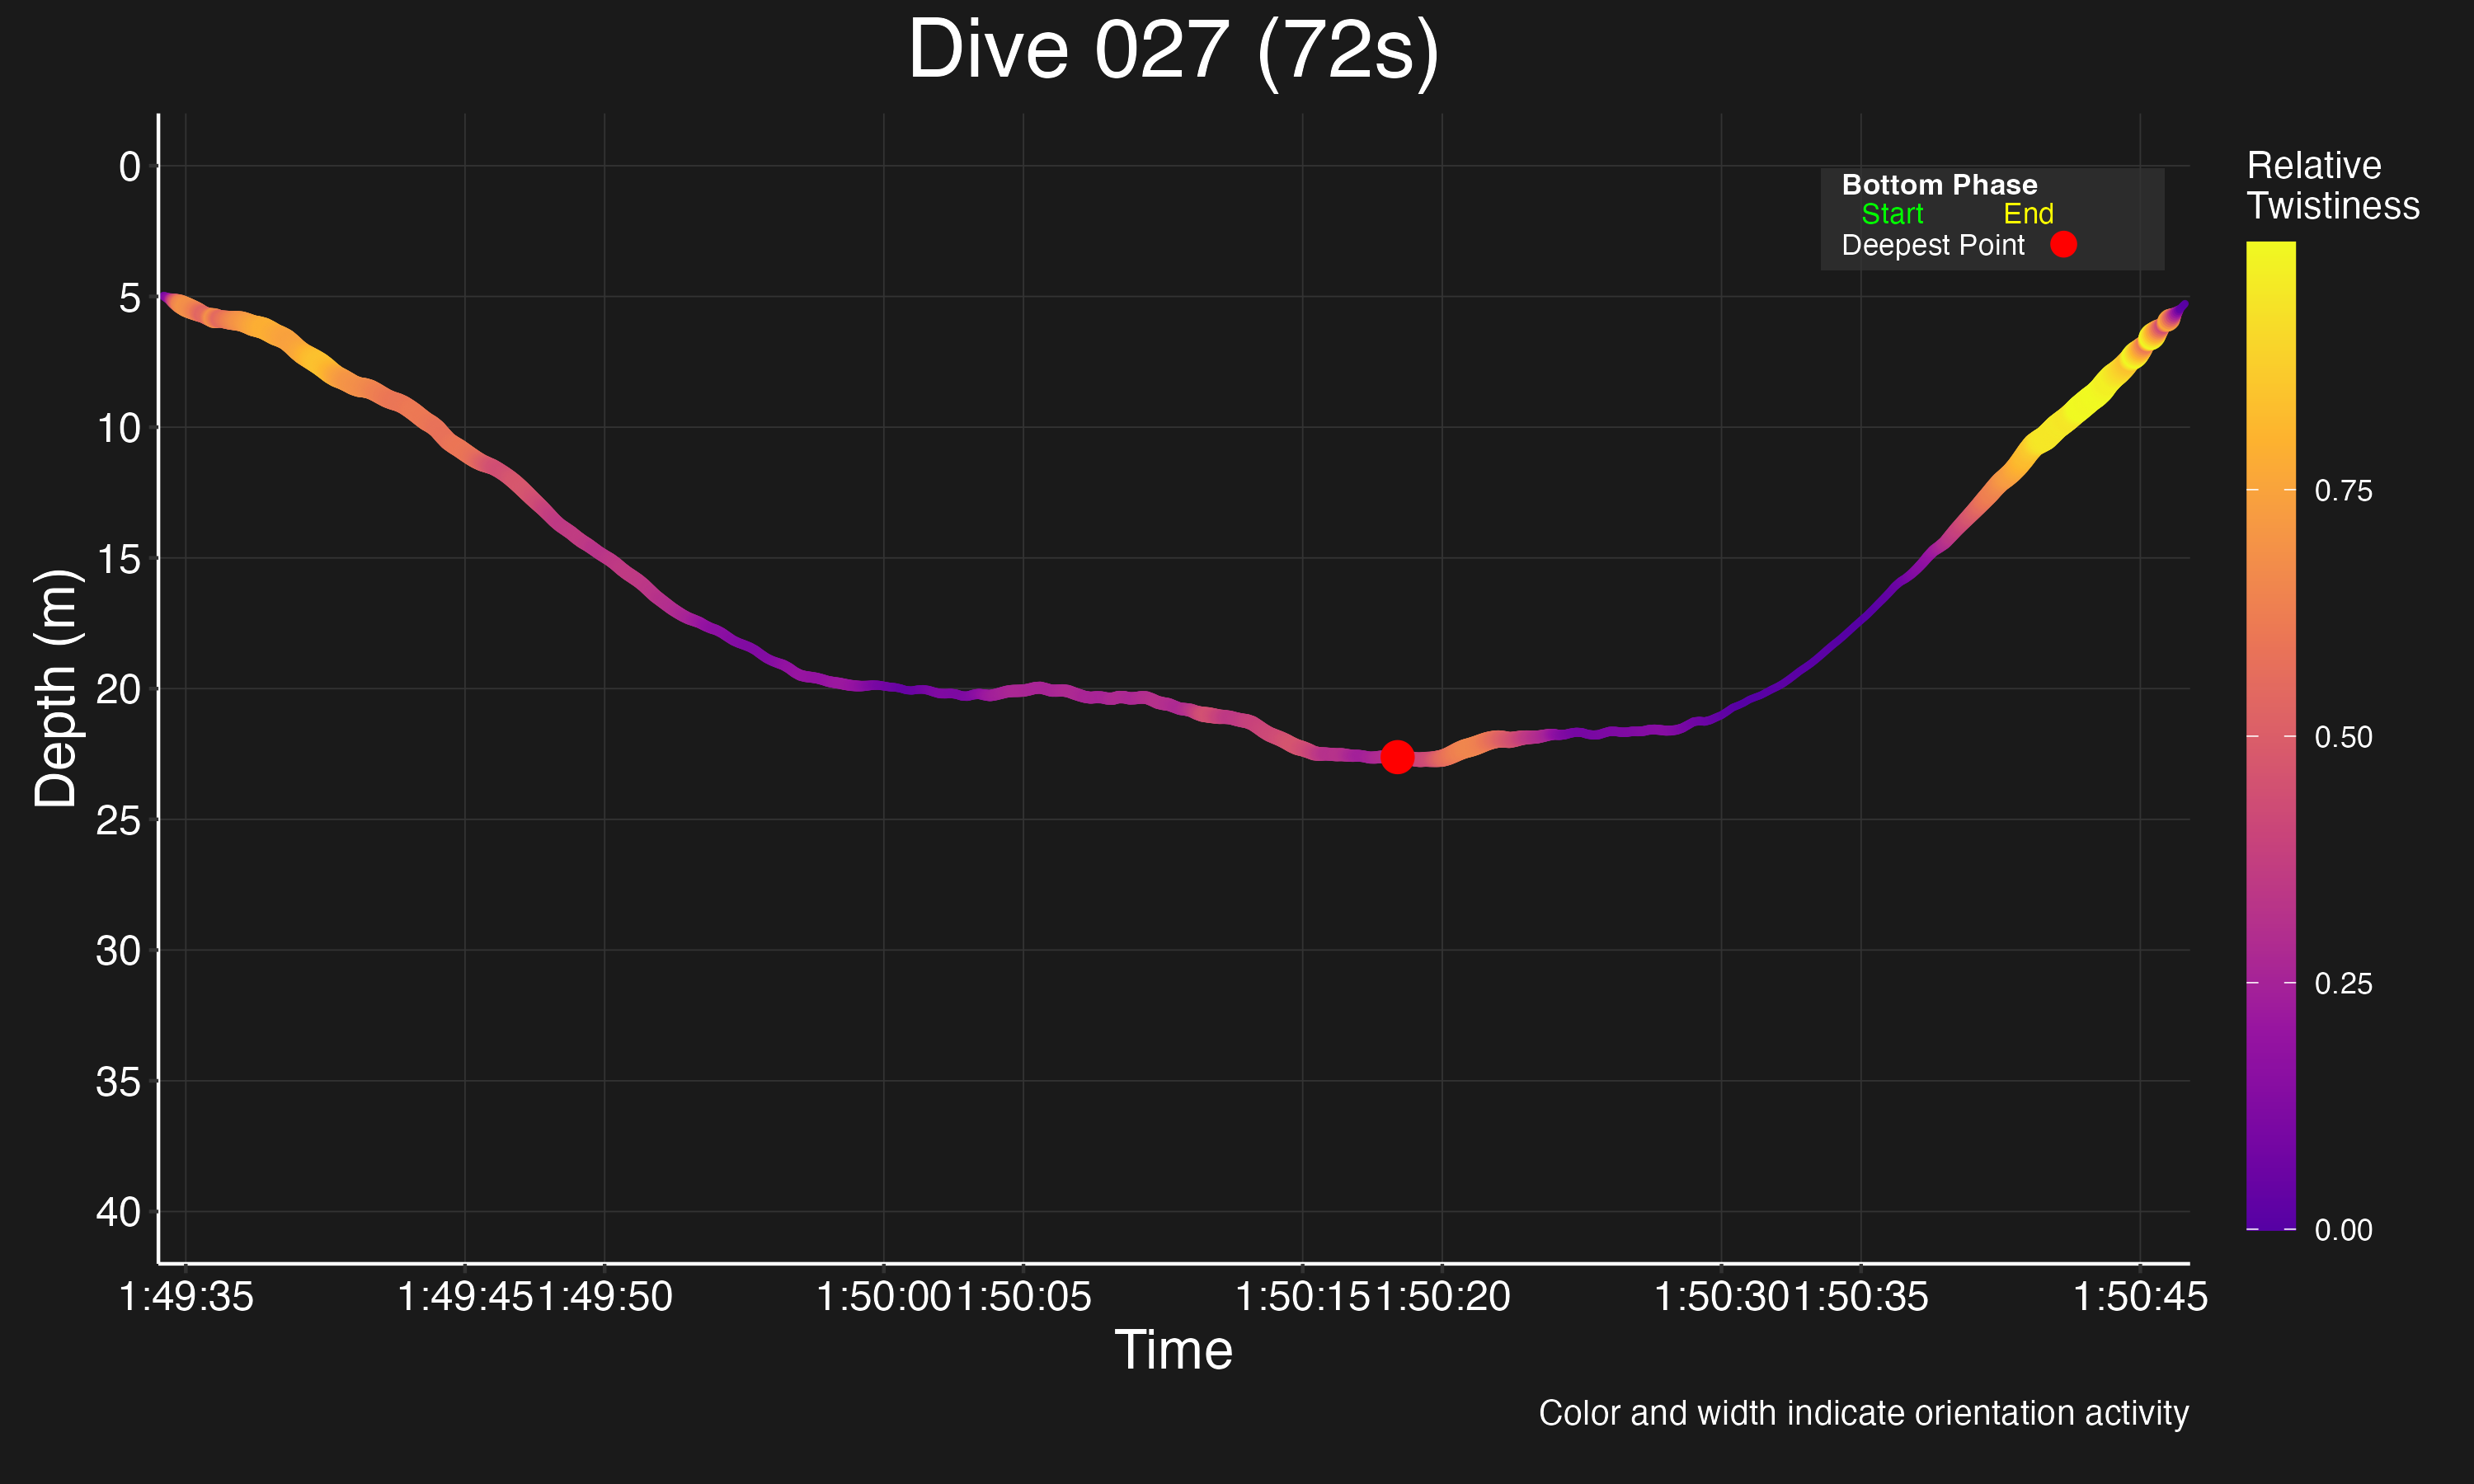 Dive 027 (72s)
Relative
Twistiness
Bottom Phase
Start End
Deepest Point
0
5
10
15
20
25
30
35
40
Depth (m)
0.75
0.50
0.25
0.00
1:49:35 1:49:45 1:49:50 1:50:00 1:50:05 1:50:15 1:50:20 1:50:30 1:50:35 1:50:45
Time
Color and width indicate orientation activity